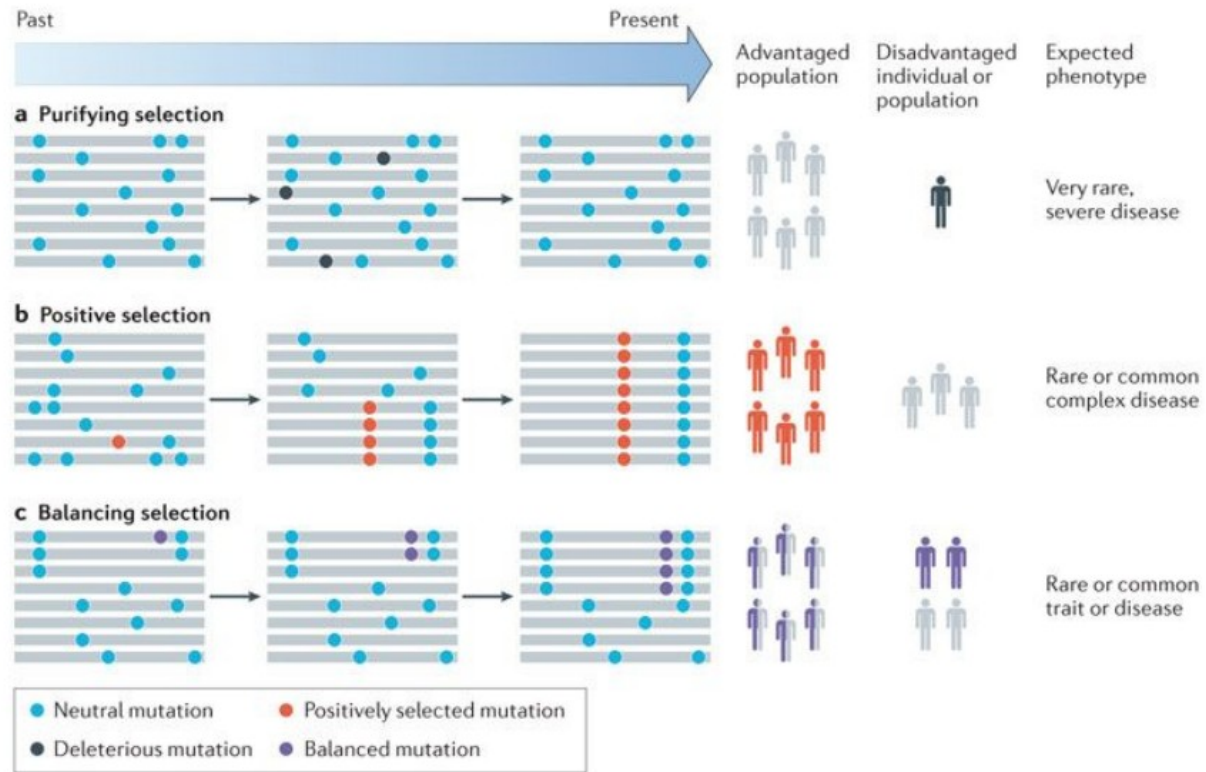 Past
Present
Advantaged
population
Disadvantaged
individual or
population
Expected
phenotype
a Purifying selection
Very rare,
severe disease
b Positive selection
Rare or common
complex disease
c Balancing selection
Rare or common
trait or disease
Neutral mutation
Positively selected mutation
Deleterious mutation
Balanced mutation